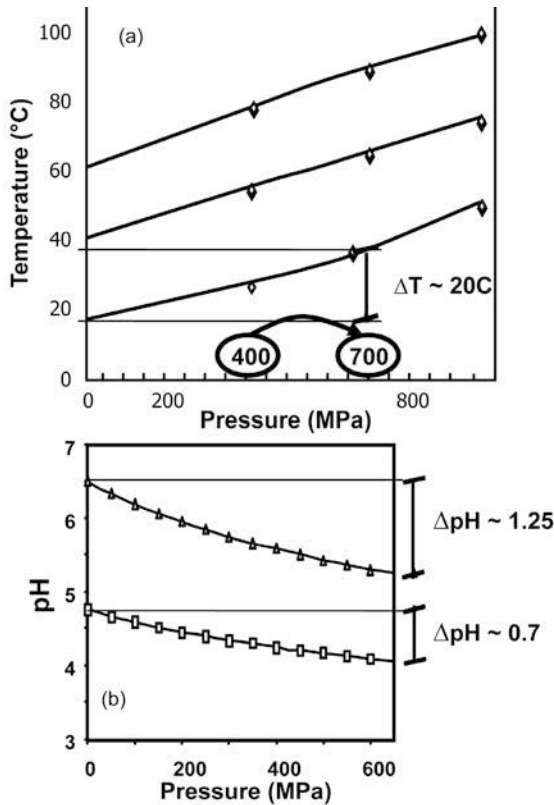 (a)
100
80
60
40
20
0
Temperature (°C)
ΔT ~ 20C
400
700
0
200
800
Pressure (MPa)
7
6
5
4
3
pH
ΔpH ~ 1.25
ΔpH ~ 0.7
(b)
0
200
400
600
Pressure (MPa)